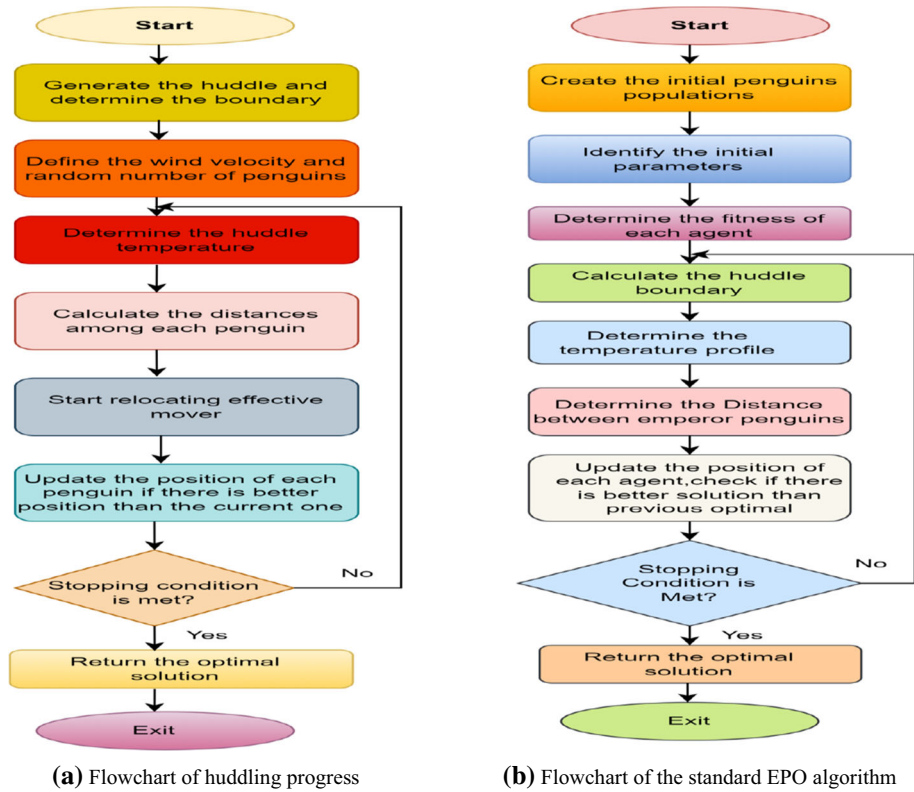 Start
Generate the huddle and
determine the boundary
Define the wind velocity and
random number of penguins
Determine the huddle
temperature
Calculate the distances
among each penguin
Start relocating effective
mover
Update the position of each
penguin if there is better
position than the current one
Stopping condition
is met?
No
Yes
Return the optimal
solution
Exit
(a) Flowchart of huddling progress
Start
Create the initial penguins
populations
Identify the initial
parameters
Determine the fitness of
each agent
Calculate the huddle
boundary
Determine the
temperature profile
Determine the Distance
between emperor penguins
Update the position of
each agent,check if there
is better solution than
previous optimal
Stopping
Condition is
Met?
No
Yes
Return the optimal
solution
Exit
(b) Flowchart of the standard EPO algorithm